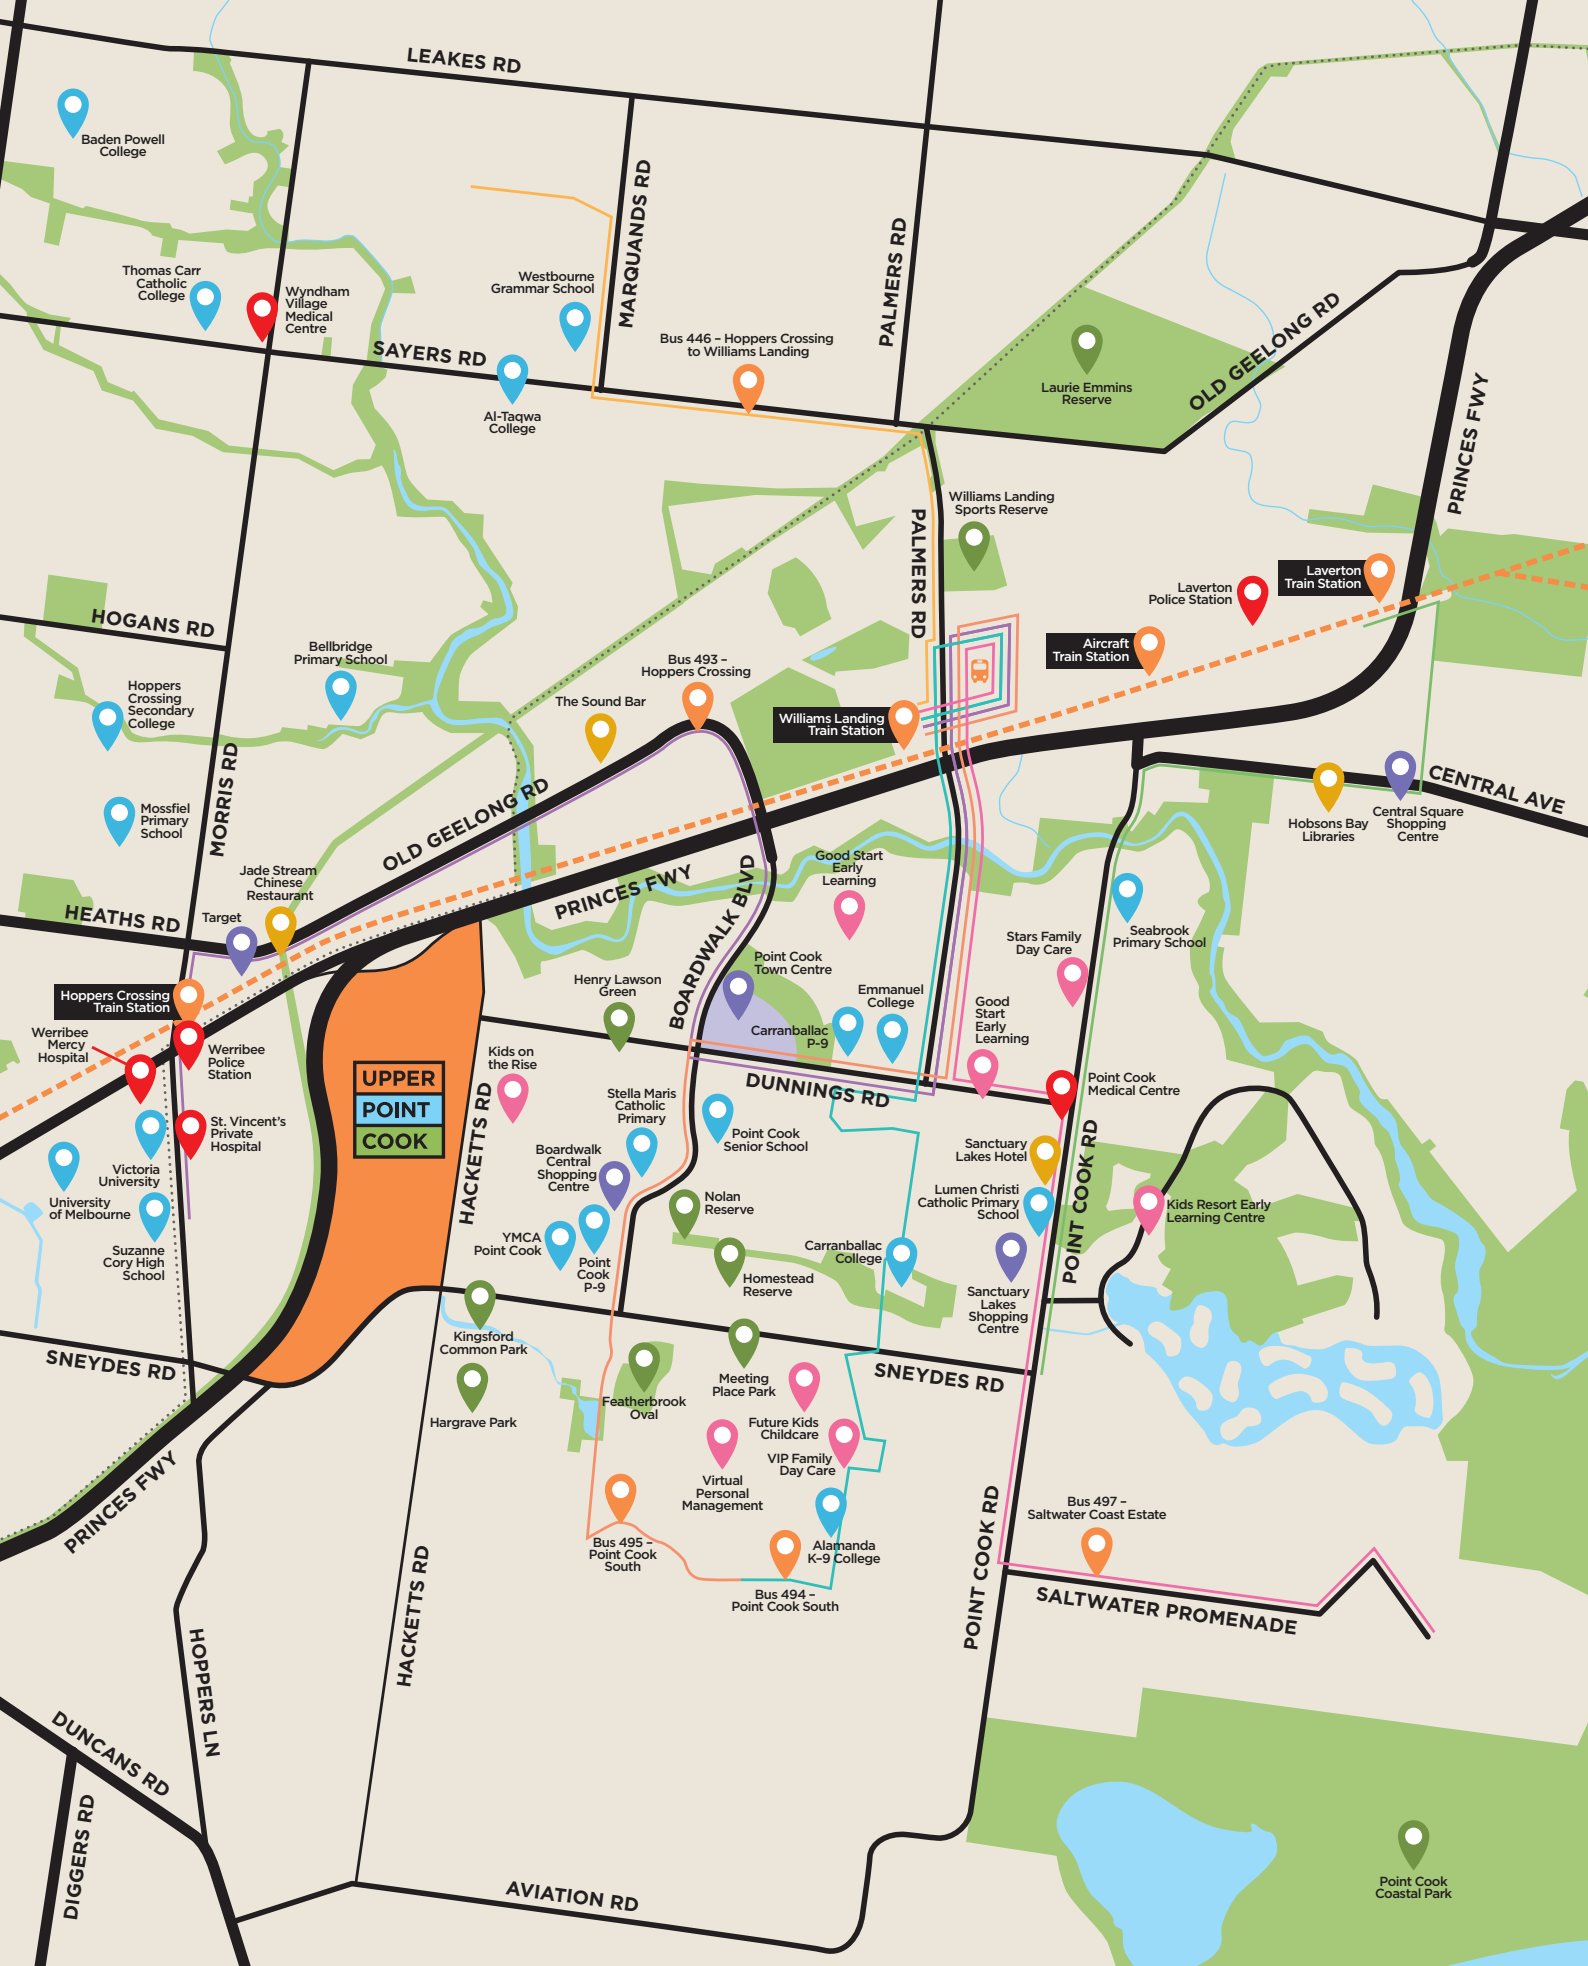 LEAKES RD
Baden Powell
College
MARQUANDS RD
PALMERS RD
Thomas Carr
Catholic
College
Wyndham
Village
Medical
Centre
Westbourne
Grammar School
SAYERS RD
Bus 446 – Hoppers Crossing
to Williams Landing
Al-Taqwa
College
Laurie Emmins
Reserve
OLD GEELONG RD
PRINCES FWY
Williams Landing
Sports Reserve
PALMERS RD
Laverton
Train Station
Laverton
Police Station
Aircraft
Train Station
HOGANS RD
Bellbridge
Primary School
Bus 493 –
Hoppers Crossing
Hoppers
Crossing
Secondary
College
The Sound Bar
Williams Landing
Train Station
MORRIS RD
Mossfiel
Primary
School
OLD GEELONG RD
CENTRAL AVE
Hobsons Bay
Libraries
Central Square
Shopping
Centre
Jade Stream
Chinese
Restaurant
Target
HEATHS RD
PRINCES FWY
BOARDWALK BLVD
Good Start
Early
Learning
Seabrook
Primary School
Stars Family
Day Care
Point Cook
Town Centre
Henry Lawson
Green
Emmanuel
College
Carranballac
P-9
Good
Start
Early
Learning
Hoppers Crossing
Train Station
Werribee
Mercy
Hospital
Werribee
Police
Station
Kids on
the Rise
UPPER
POINT
COOK
HACKETTS RD
DUNNINGS RD
Point Cook
Medical Centre
Stella Maris
Catholic
Primary
St. Vincent's
Private
Hospital
Point Cook
Senior School
Boardwalk
Central
Shopping
Centre
Sanctuary
Lakes Hotel
POINT COOK RD
Victoria
University
University
of Melbourne
Lumen Christi
Catholic Primary
School
Kids Resort Early
Learning Centre
Nolan
Reserve
Suzanne
Cory High
School
YMCA
Point Cook
Point
Cook
P-9
Carranballac
College
Homestead
Reserve
Sanctuary
Lakes
Shopping
Centre
Kingsford
Common Park
SNEYDES RD
SNEYDES RD
Meeting
Place Park
Featherbrook
Oval
Hargrave Park
Future Kids
Childcare
VIP Family
Day Care
Virtual
Personal
Management
PRINCES FWY
Bus 497 –
Saltwater Coast Estate
Bus 495 –
Point Cook
South
Alamanda
K-9 College
Bus 494 –
Point Cook South
POINT COOK RD
SALTWATER PROMENADE
HACKETTS RD
HOPPERS LN
DUNCANS RD
DIGGERS RD
AVIATION RD
Point Cook
Coastal Park